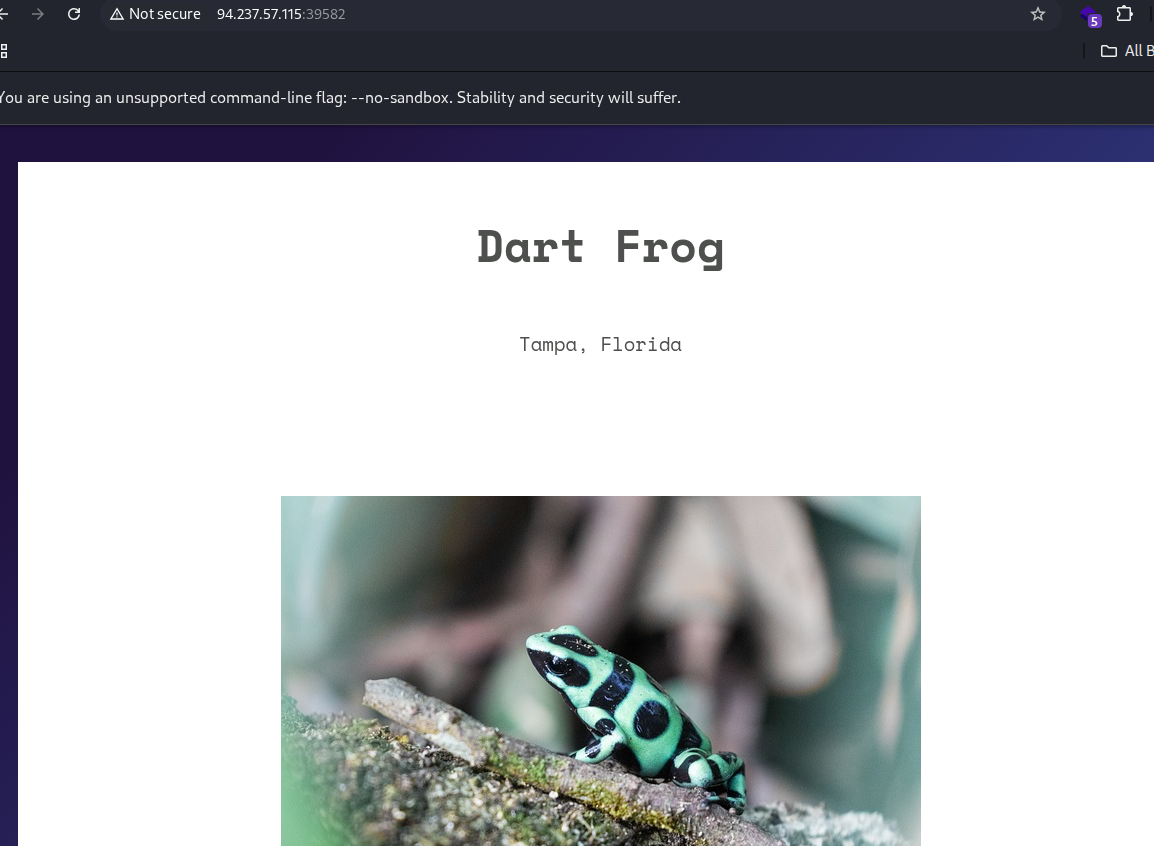 Not secure 94.237.57.115:39582
5
All B
You are using an unsupported command-line flag: --no-sandbox. Stability and security will suffer.
Dart Frog
Tampa, Florida